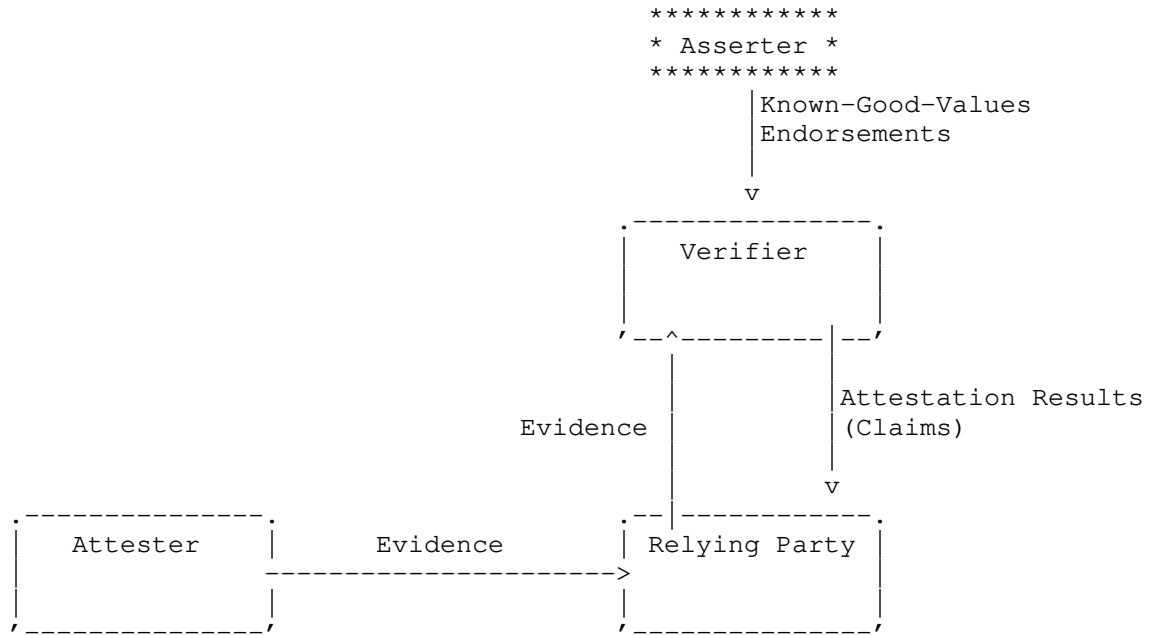 ************
* Asserter *
************
|Known-Good-Values
|Endorsements
|
|
v
.---------------.
|   Verifier    |
|               |
|               |
'--^---------|--'
|         |
|         |Attestation Results
Evidence |         |(Claims)
|         |
|         v
.---------------.                      .--|------------.
|   Attester    |      Evidence       | Relying Party |
|               ---------------------->               |
|               |                     |               |
'---------------'                     '---------------'